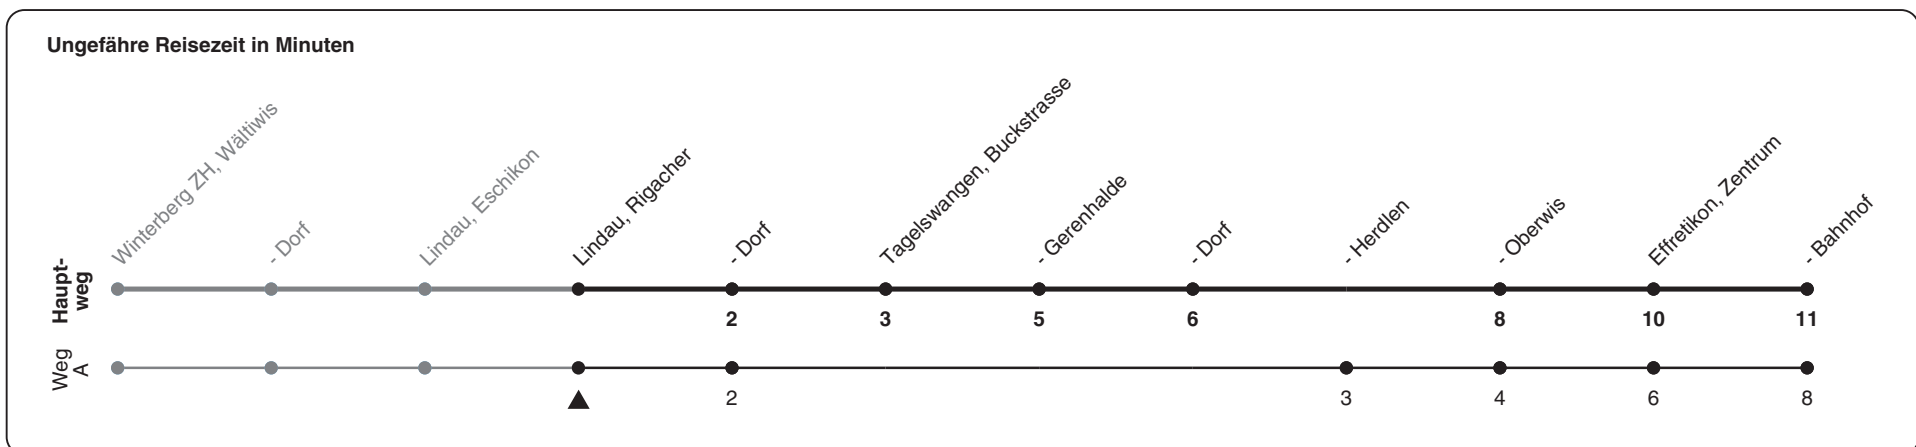 Ungefähre Reisezeit in Minuten
Winterberg ZH, Wältiwis
- Dorf
Lindau, Eschikon
Lindau, Rigacher
- Dorf
Tagelswangen, Buckstrasse
- Gerenhalde
- Dorf
- Herdlen
- Oberwis
Effretikon, Zentrum
- Bahnhof
Haupt-
weg
2 3 5 6 8 10 11
Weg
A
2 3 4 6 8